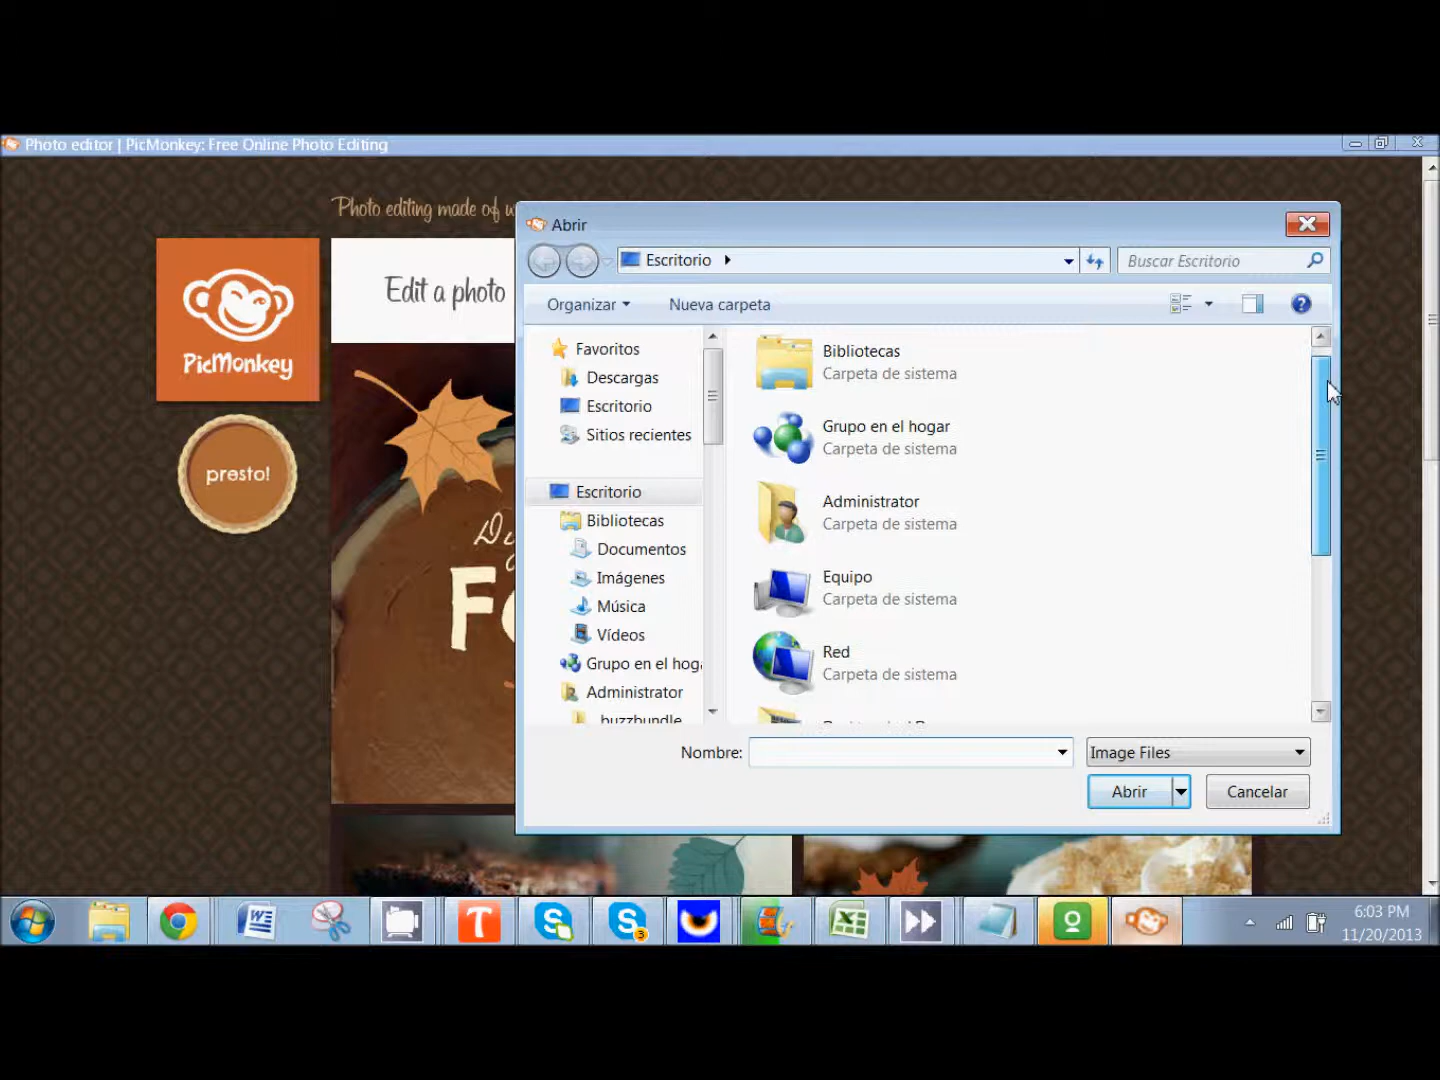 Photo editor | PicMonkey: Free Online Photo Editing
Photo editing made of
Edit a photo
PicMonkey
presto!
Abrir
Escritorio
Buscar Escritorio
Organizar
Nueva carpeta
Favoritos
Descargas
Escritorio
Sitios recientes
Escritorio
Bibliotecas
Documentos
Imágenes
Música
Vídeos
Grupo en el hoga
Administrator
buzzbundle
Bibliotecas
Carpeta de sistema
Grupo en el hogar
Carpeta de sistema
Administrator
Carpeta de sistema
Equipo
Carpeta de sistema
Red
Carpeta de sistema
Nombre:
Image Files
Abrir
Cancelar
6:03 PM
11/20/2013